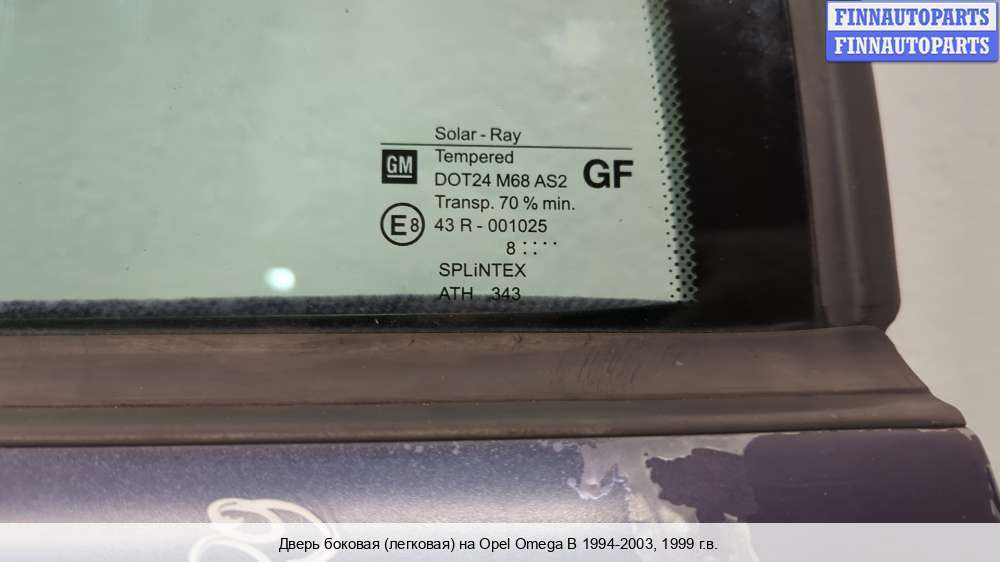 FINNAUTOPARTS
FINNAUTOPARTS
Solar - Ray
GM
Tempered
DOT24 M68 AS2
GF
Transp. 70 % min.
E8
43 R - 001025
8 :: ····
SPLiNTEX
ATH 343
Дверь боковая (легковая) на Opel Omega B 1994-2003, 1999 г.в.